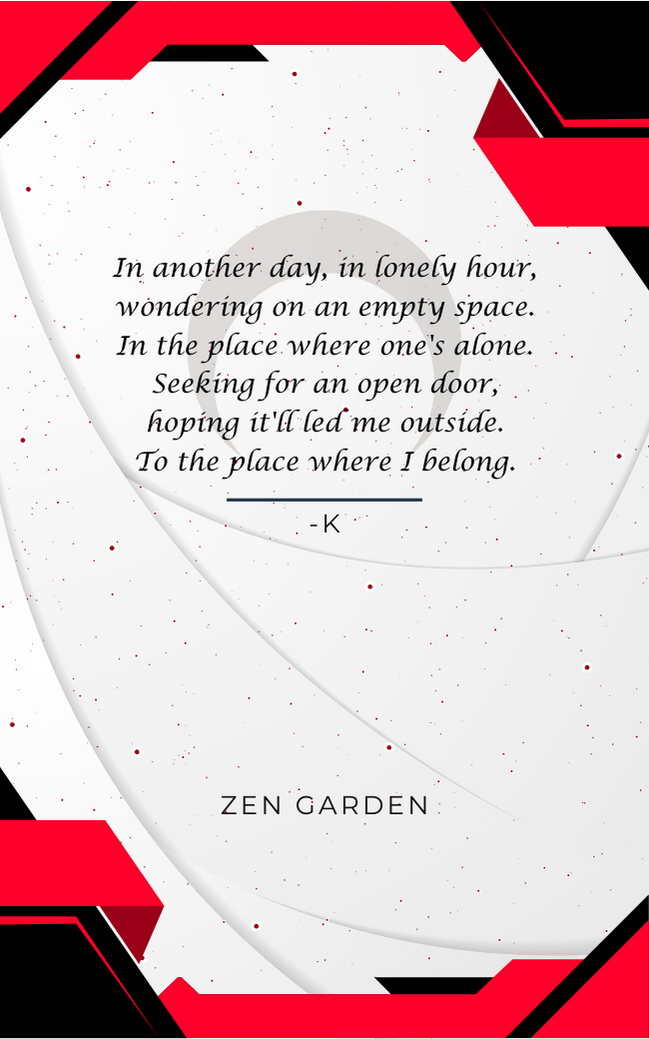 In another day, in lonely hour,
wondering on an empty space.
In the place where one's alone.
Seeking for an open door,
hoping it'll led me outside.
To the place where I belong.
-K
ZEN GARDEN